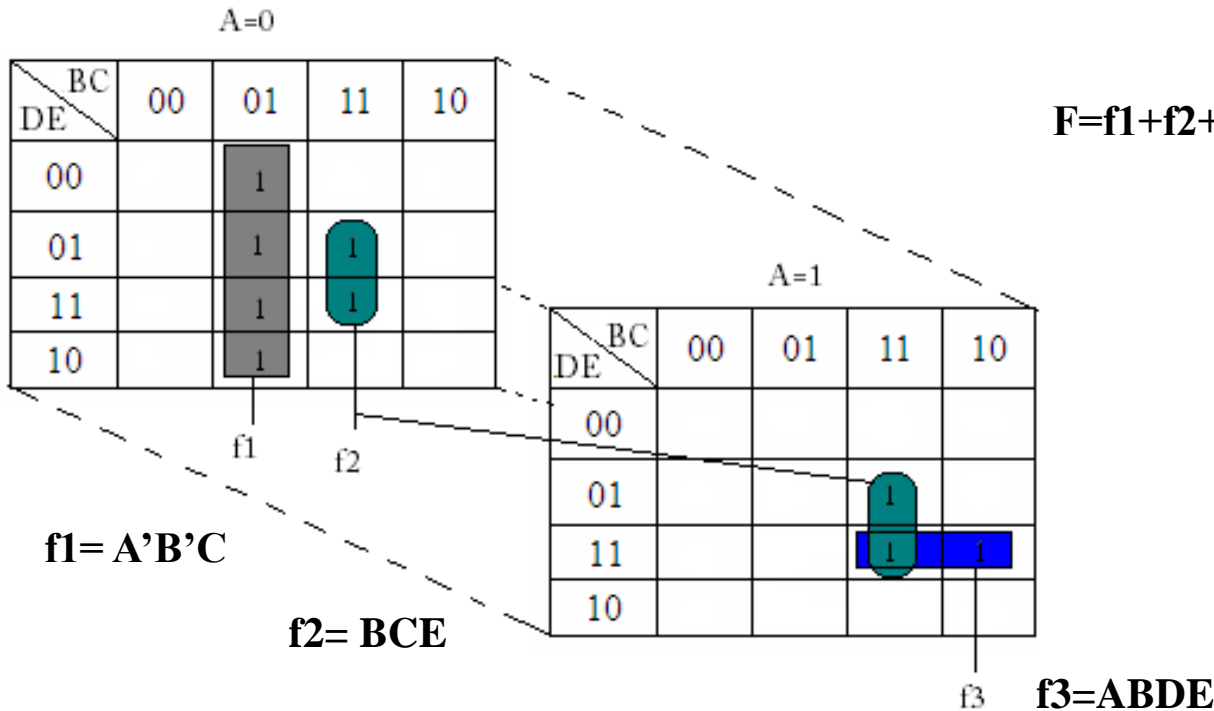 A=0
BC 00 01 11 10
DE
00 1
01 1 1
11 1 1
10 1
f1 f2
F=f1+f2+
A=1
BC 00 01 11 10
DE
00
01 1
11 1 1
10
f3
f1= A’B’C
f2= BCE
f3=ABDE